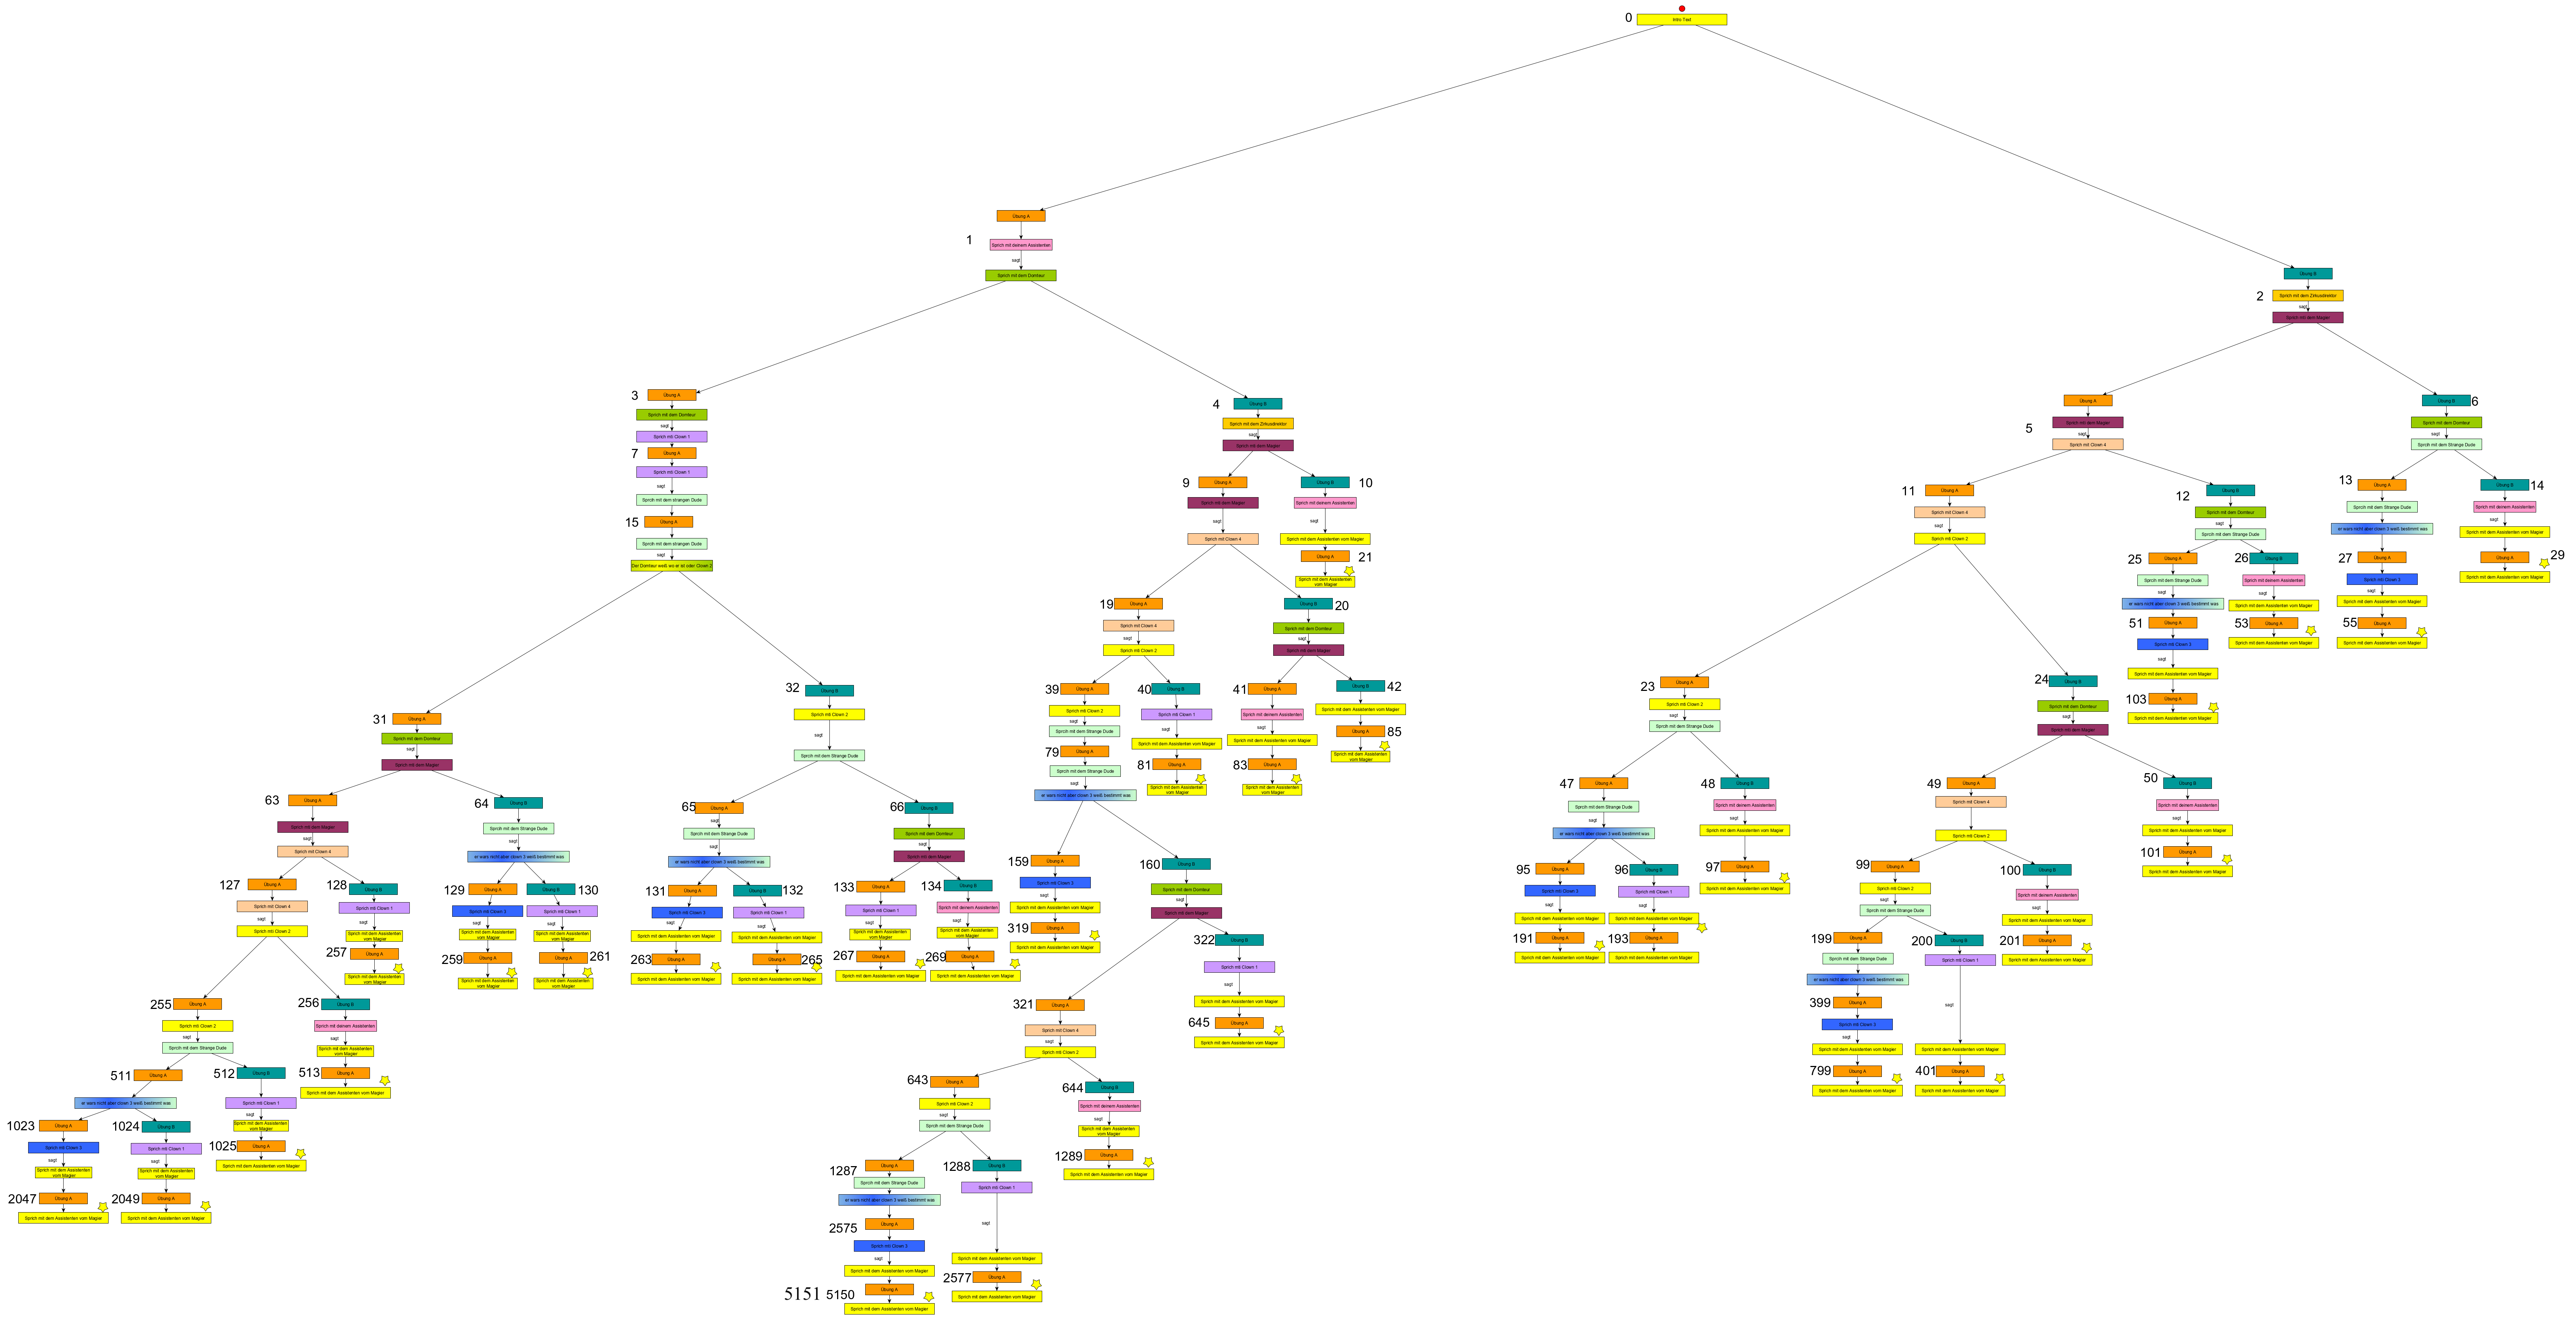 0
Intro Text
1
Übung A
Sprich mit deinem Assistenten
sagt
Sprich mit dem Domteur
2
Übung B
Sprich mit dem Zirkusdirektor
sagt
Sprich mit dem Magier
3
Übung A
Sprich mit dem Domteur
sagt
Sprich mit Clown 1
7
Übung A
Sprich mit Clown 1
sagt
Sprich mit dem strangen Dude
15
Übung A
Sprich mit dem strangen Dude
sagt
Der Domteur weiß wo er ist oder Clown 2
4
Übung B
Sprich mit dem Zirkusdirektor
sagt
Sprich mit dem Magier
9
Übung A
Sprich mit dem Magier
sagt
Sprich mit Clown 4
10
Übung B
Sprich mit deinem Assistenten
sagt
Sprich mit dem Assistenten vom Magier
21
Übung A
Sprich mit dem Assistenten
vom Magier
19
Übung A
Sprich mit Clown 4
sagt
Sprich mit Clown 2
20
Übung B
Sprich mit dem Domteur
sagt
Sprich mit dem Magier
39
Übung A
Sprich mit Clown 2
sagt
Sprich mit dem Strange Dude
79
Übung A
Sprich mit dem Strange Dude
sagt
er wars nicht aber clown 3 weiß bestimmt was
40
Übung B
Sprich mit Clown 1
sagt
Sprich mit dem Assistenten vom Magier
81
Übung A
Sprich mit dem Assistenten
vom Magier
41
Übung A
Sprich mit deinem Assistenten
sagt
Sprich mit dem Assistenten vom Magier
83
Übung A
Sprich mit dem Assistenten
vom Magier
42
Übung B
Sprich mit dem Assistenten vom Magier
85
Übung A
Sprich mit dem Assistenten
vom Magier
31
Übung A
Sprich mit dem Domteur
sagt
Sprich mit dem Magier
32
Übung B
Sprich mit Clown 2
sagt
Sprich mit dem Strange Dude
63
Übung A
Sprich mit dem Magier
sagt
Sprich mit Clown 4
64
Übung B
Sprich mit dem Strange Dude
sagt
er wars nicht aber clown 3 weiß bestimmt was
65
Übung A
sagt
Sprich mit dem Strange Dude
sagt
er wars nicht aber clown 3 weiß bestimmt was
66
Übung B
Sprich mit dem Domteur
sagt
Sprich mit dem Magier
127
Übung A
Sprich mit Clown 4
sagt
Sprich mit Clown 2
128
Übung B
Sprich mit Clown 1
sagt
Sprich mit dem Assistenten
vom Magier
257
Übung A
Sprich mit dem Assistenten
vom Magier
129
Übung A
Sprich mit Clown 3
sagt
Sprich mit dem Assistenten
vom Magier
259
Übung A
Sprich mit dem Assistenten
vom Magier
130
Übung B
Sprich mit Clown 1
sagt
Sprich mit dem Assistenten
vom Magier
261
Übung A
Sprich mit dem Assistenten
vom Magier
131
Übung A
Sprich mit Clown 3
sagt
Sprich mit dem Assistenten vom Magier
263
Übung A
Sprich mit dem Assistenten vom Magier
132
Übung B
Sprich mit Clown 1
sagt
Sprich mit dem Assistenten vom Magier
265
Übung A
Sprich mit dem Assistenten vom Magier
133
Übung A
Sprich mit Clown 1
sagt
Sprich mit dem Assistenten
vom Magier
267
Übung A
Sprich mit dem Assistenten vom Magier
134
Übung B
Sprich mit deinem Assistenten
sagt
Sprich mit dem Assistenten
vom Magier
269
Übung A
Sprich mit dem Assistenten vom Magier
255
Übung A
Sprich mit Clown 2
sagt
Sprich mit dem Strange Dude
256
Übung B
Sprich mit deinem Assistenten
sagt
Sprich mit dem Assistenten
vom Magier
513
Übung A
Sprich mit dem Assistenten vom Magier
511
Übung A
er wars nicht aber clown 3 weiß bestimmt was
512
Übung B
Sprich mit Clown 1
sagt
Sprich mit dem Assistenten
vom Magier
1025
Übung A
Sprich mit dem Assistenten vom Magier
1023
Übung A
Sprich mit Clown 3
sagt
Sprich mit dem Assistenten
vom Magier
2047
Übung A
Sprich mit dem Assistenten vom Magier
1024
Übung B
Sprich mit Clown 1
sagt
Sprich mit dem Assistenten
vom Magier
2049
Übung A
Sprich mit dem Assistenten vom Magier
159
Übung A
Sprich mit Clown 3
sagt
Sprich mit dem Assistenten vom Magier
319
Übung A
Sprich mit dem Assistenten vom Magier
160
Übung B
Sprich mit dem Domteur
sagt
Sprich mit dem Magier
321
Übung A
Sprich mit Clown 4
sagt
Sprich mit Clown 2
322
Übung B
Sprich mit Clown 1
sagt
Sprich mit dem Assistenten vom Magier
645
Übung A
Sprich mit dem Assistenten vom Magier
643
Übung A
Sprich mit Clown 2
sagt
Sprich mit dem Strange Dude
644
Übung B
Sprich mit deinem Assistenten
sagt
Sprich mit dem Assistenten
vom Magier
1289
Übung A
Sprich mit dem Assistenten vom Magier
1287
Übung A
Sprich mit dem Strange Dude
er wars nicht aber clown 3 weiß bestimmt was
2575
Übung A
Sprich mit Clown 3
sagt
Sprich mit dem Assistenten vom Magier
5151 5150
Übung A
Sprich mit dem Assistenten vom Magier
1288
Übung B
Sprich mit Clown 1
sagt
Sprich mit dem Assistenten vom Magier
2577
Übung A
Sprich mit dem Assistenten vom Magier
5
Übung A
Sprich mit dem Magier
sagt
Sprich mit Clown 4
6
Übung B
Sprich mit dem Domteur
sagt
Sprich mit dem Strange Dude
11
Übung A
Sprich mit Clown 4
sagt
Sprich mit Clown 2
12
Übung B
Sprich mit dem Domteur
sagt
Sprich mit dem Strange Dude
13
Übung A
Sprich mit dem Strange Dude
er wars nicht aber clown 3 weiß bestimmt was
27
Übung A
Sprich mit Clown 3
sagt
Sprich mit dem Assistenten vom Magier
55
Übung A
Sprich mit dem Assistenten vom Magier
14
Übung B
Sprich mit deinem Assistenten
sagt
Sprich mit dem Assistenten vom Magier
29
Übung A
Sprich mit dem Assistenten vom Magier
25
Übung A
Sprich mit dem Strange Dude
sagt
er wars nicht aber clown 3 weiß bestimmt was
51
Übung A
Sprich mit Clown 3
sagt
Sprich mit dem Assistenten vom Magier
103
Übung A
Sprich mit dem Assistenten vom Magier
26
Übung B
Sprich mit deinem Assistenten
sagt
Sprich mit dem Assistenten vom Magier
53
Übung A
Sprich mit dem Assistenten vom Magier
23
Übung A
Sprich mit Clown 2
sagt
Sprich mit dem Strange Dude
24
Übung B
Sprich mit dem Domteur
sagt
Sprich mit dem Magier
47
Übung A
Sprich mit dem Strange Dude
sagt
er wars nicht aber clown 3 weiß bestimmt was
48
Übung B
Sprich mit deinem Assistenten
sagt
Sprich mit dem Assistenten vom Magier
97
Übung A
Sprich mit dem Assistenten vom Magier
95
Übung A
Sprich mit Clown 3
sagt
Sprich mit dem Assistenten vom Magier
191
Übung A
Sprich mit dem Assistenten vom Magier
96
Übung B
Sprich mit Clown 1
sagt
Sprich mit dem Assistenten vom Magier
193
Übung A
Sprich mit dem Assistenten vom Magier
49
Übung A
Sprich mit Clown 4
Sprich mit Clown 2
50
Übung B
Sprich mit deinem Assistenten
sagt
Sprich mit dem Assistenten vom Magier
101
Übung A
Sprich mit dem Assistenten vom Magier
99
Übung A
Sprich mit Clown 2
sagt
Sprich mit dem Strange Dude
100
Übung B
Sprich mit deinem Assistenten
sagt
Sprich mit dem Assistenten vom Magier
201
Übung A
Sprich mit dem Assistenten vom Magier
199
Übung A
Sprich mit dem Strange Dude
er wars nicht aber clown 3 weiß bestimmt was
399
Übung A
Sprich mit Clown 3
sagt
Sprich mit dem Assistenten vom Magier
799
Übung A
Sprich mit dem Assistenten vom Magier
200
Übung B
Sprich mit Clown 1
sagt
Sprich mit dem Assistenten vom Magier
401
Übung A
Sprich mit dem Assistenten vom Magier